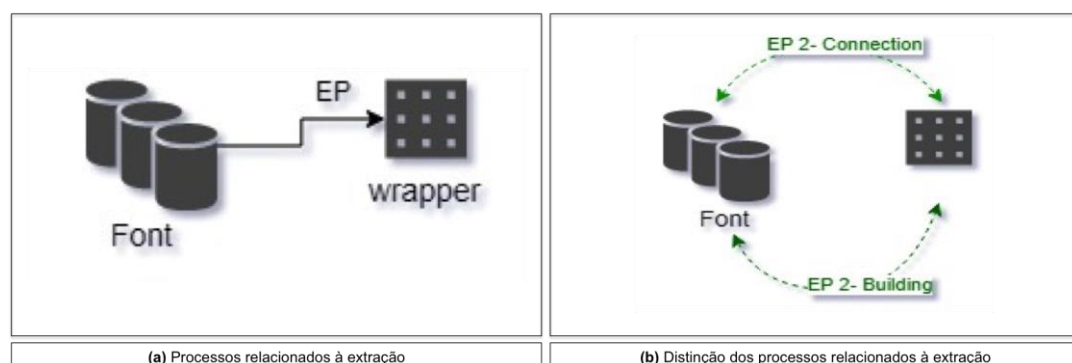 EP
wrapper
Font
(a) Processos relacionados à extração
EP 2- Connection
Font
EP 2- Building
(b) Distinção dos processos relacionados à extração